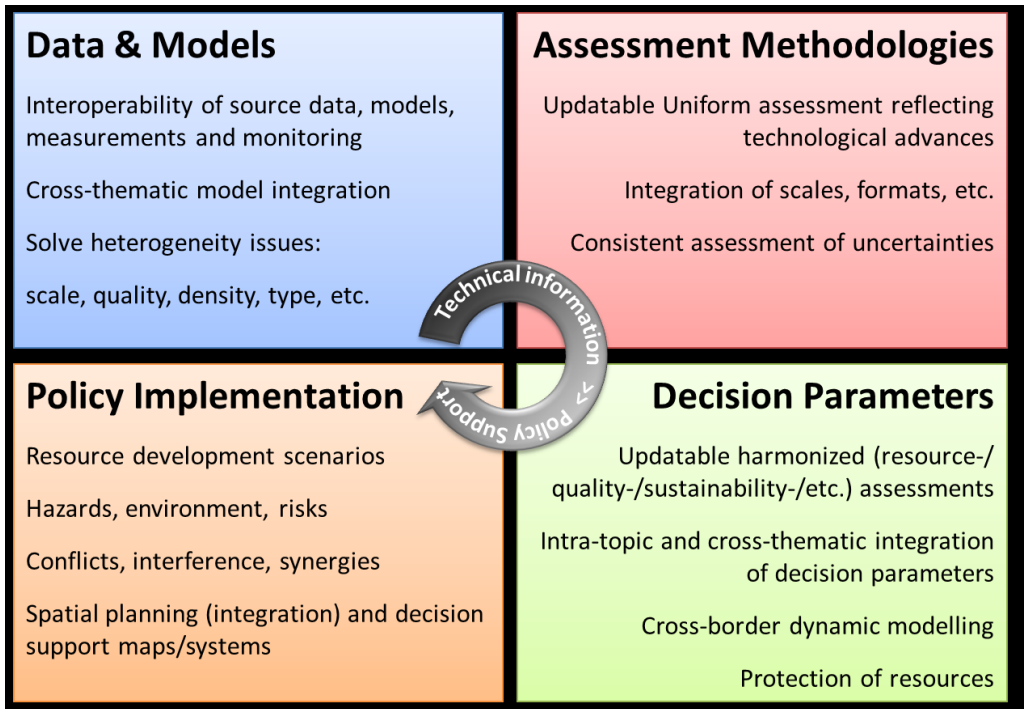 Data & Models
Interoperability of source data, models,
measurements and monitoring
Cross-thematic model integration
Solve heterogeneity issues:
scale, quality, density, type, etc.
Assessment Methodologies
Updatable Uniform assessment reflecting
technological advances
Integration of scales, formats, etc.
Consistent assessment of uncertainties
Technical information >> Policy Support
Policy Implementation
Resource development scenarios
Hazards, environment, risks
Conflicts, interference, synergies
Spatial planning (integration) and decision
support maps/systems
Decision Parameters
Updatable harmonized (resource-/
quality-/sustainability-/etc.) assessments
Intra-topic and cross-thematic integration
of decision parameters
Cross-border dynamic modelling
Protection of resources